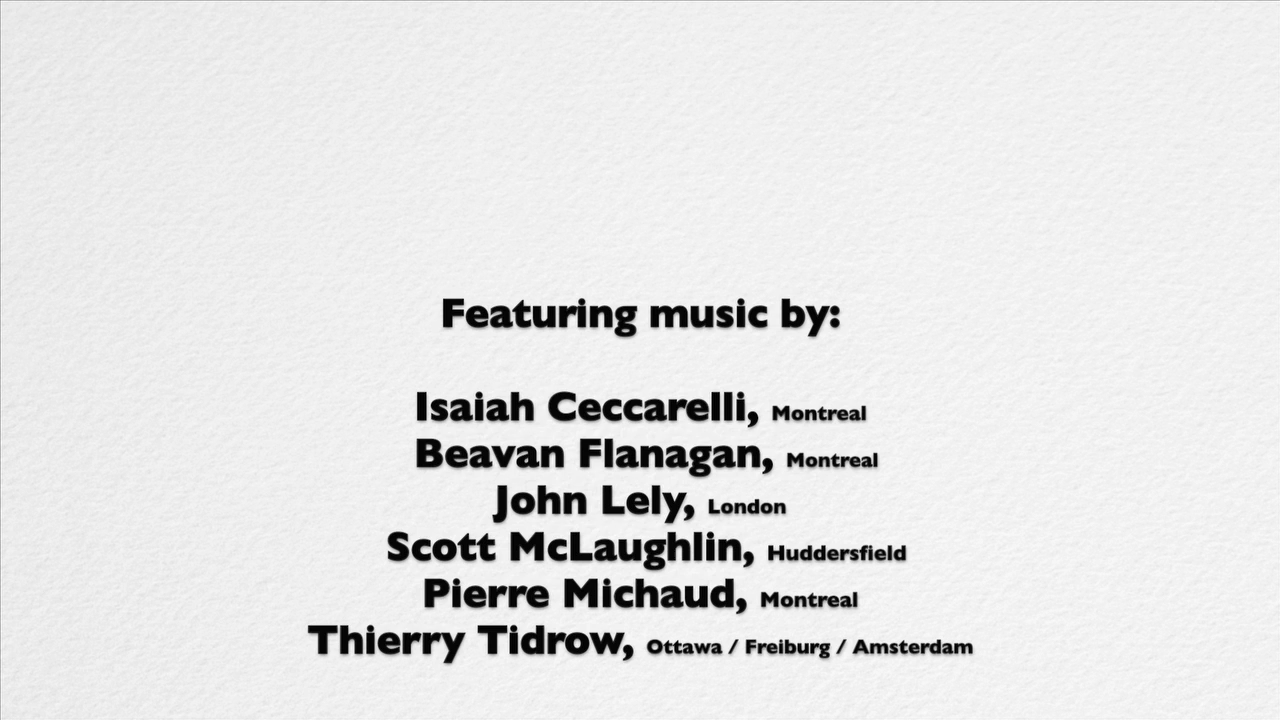 Featuring music by:
Isaiah Ceccarelli, Montreal
Beavan Flanagan, Montreal
John Lely, London
Scott McLaughlin, Huddersfield
Pierre Michaud, Montreal
Thierry Tidrow, Ottawa / Freiburg / Amsterdam